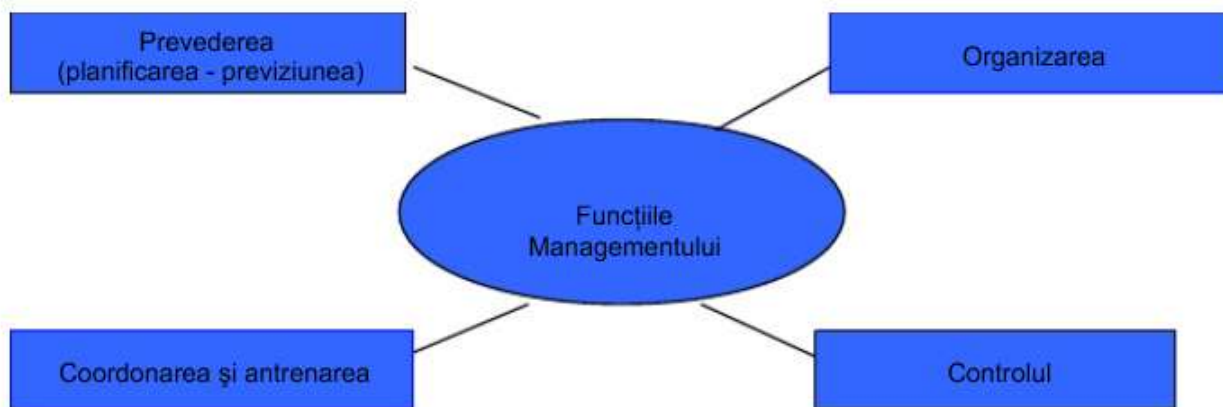 Prevederea
(planificarea - previziunea)
Organizarea
Funcțiile
Managementului
Coordonarea şi antrenarea
Controlul